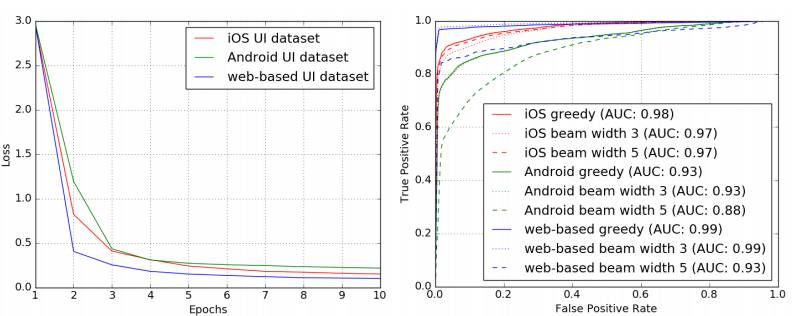 3.0
2.5
2.0
1.5
1.0
0.5
0.0
Loss
1 2 3 4 5 6 7 8 9 10
Epochs
iOS UI dataset
Android UI dataset
web-based UI dataset
1.0
0.8
0.6
0.4
0.2
0.0
True Positive Rate
0.0 0.2 0.4 0.6 0.8 1.0
False Positive Rate
iOS greedy (AUC: 0.98)
iOS beam width 3 (AUC: 0.97)
iOS beam width 5 (AUC: 0.97)
Android greedy (AUC: 0.93)
Android beam width 3 (AUC: 0.93)
Android beam width 5 (AUC: 0.88)
web-based greedy (AUC: 0.99)
web-based beam width 3 (AUC: 0.99)
web-based beam width 5 (AUC: 0.93)